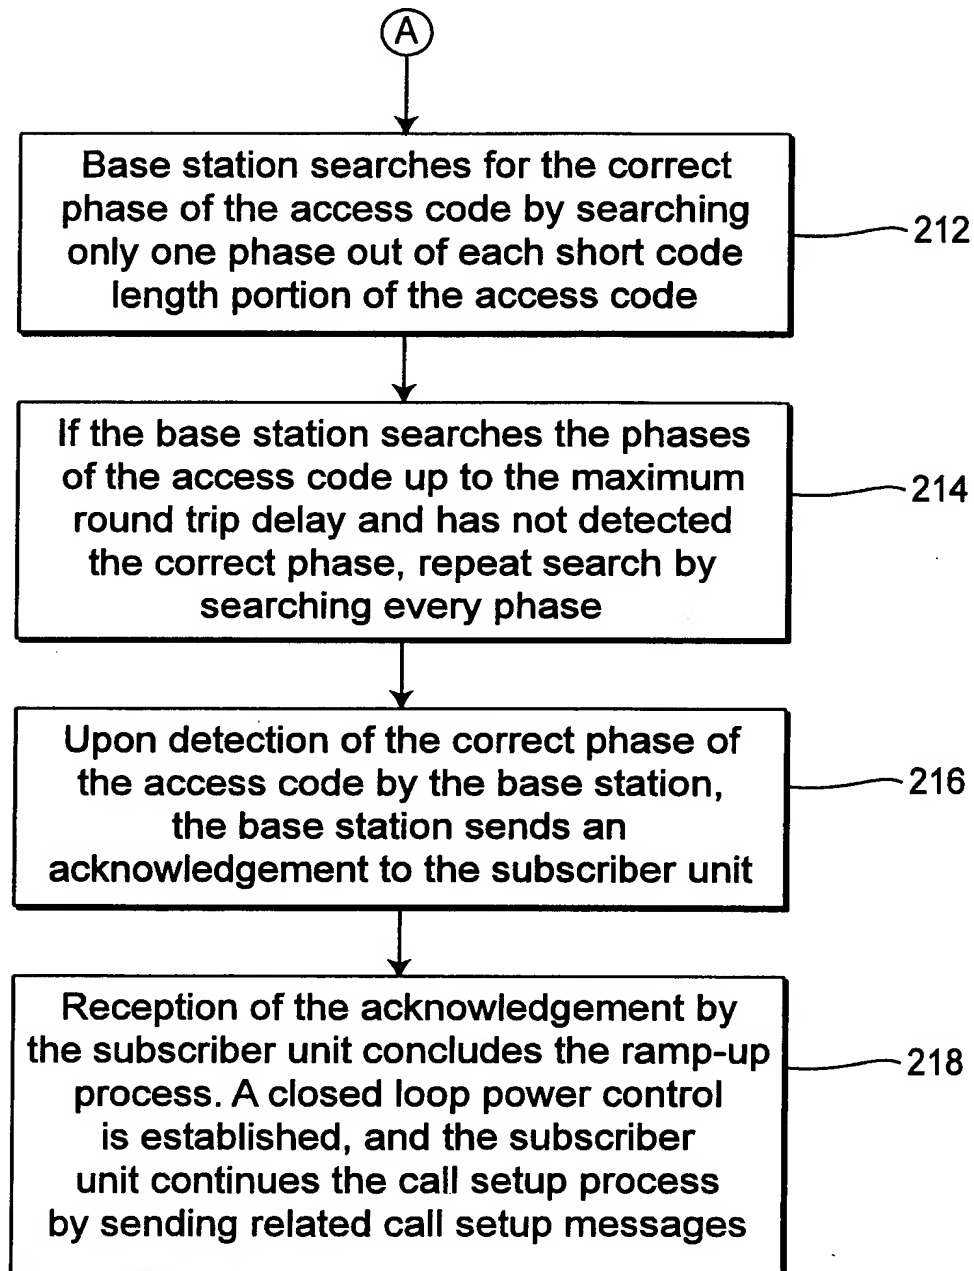 A
Base station searches for the correct
phase of the access code by searching
only one phase out of each short code
length portion of the access code
212
If the base station searches the phases
of the access code up to the maximum
round trip delay and has not detected
the correct phase, repeat search by
searching every phase
214
Upon detection of the correct phase of
the access code by the base station,
the base station sends an
acknowledgement to the subscriber unit
216
Reception of the acknowledgement by
the subscriber unit concludes the ramp-up
process. A closed loop power control
is established, and the subscriber
unit continues the call setup process
by sending related call setup messages
218